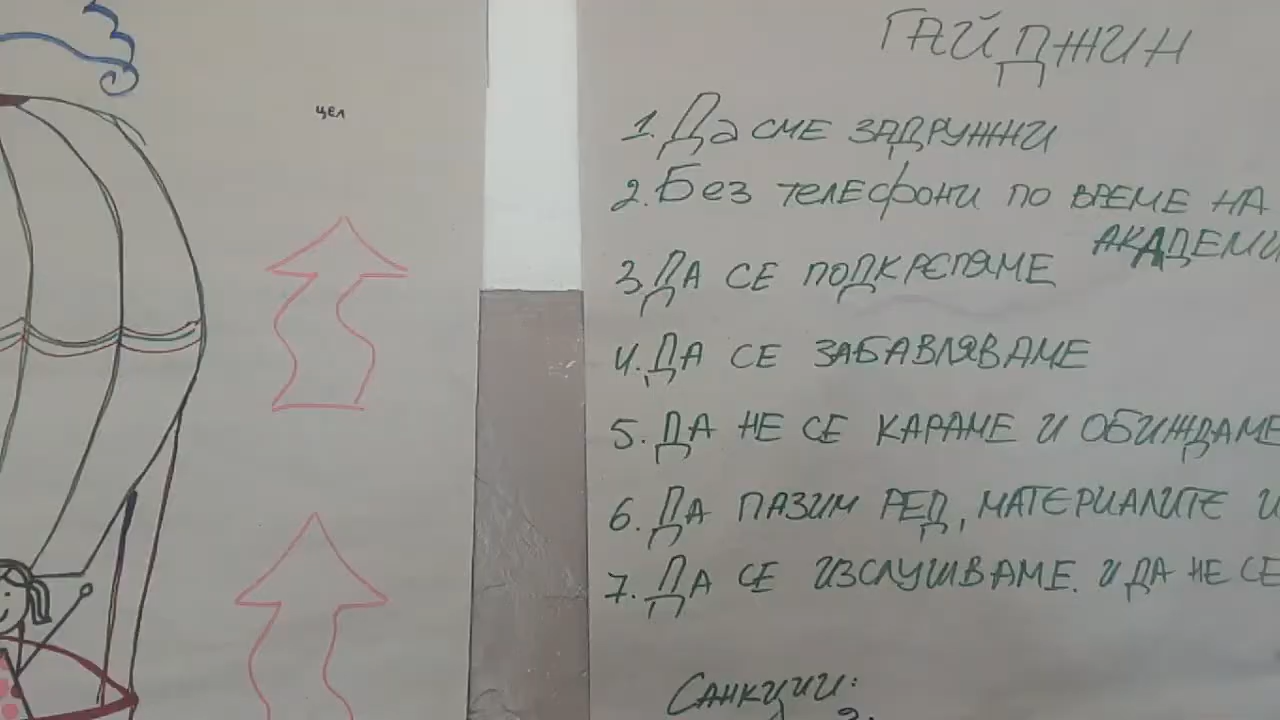 цел
ГАЙДЖИН
1. Да сме задружни
2. Без телефони по време на
академи
3. Да се подкрепяме
4. Да се забавляваме
5. Да не се караме и обиждаме
6. Да пазим ред, материалите и
7. Да се изслушваме. и да не се
Санкции: